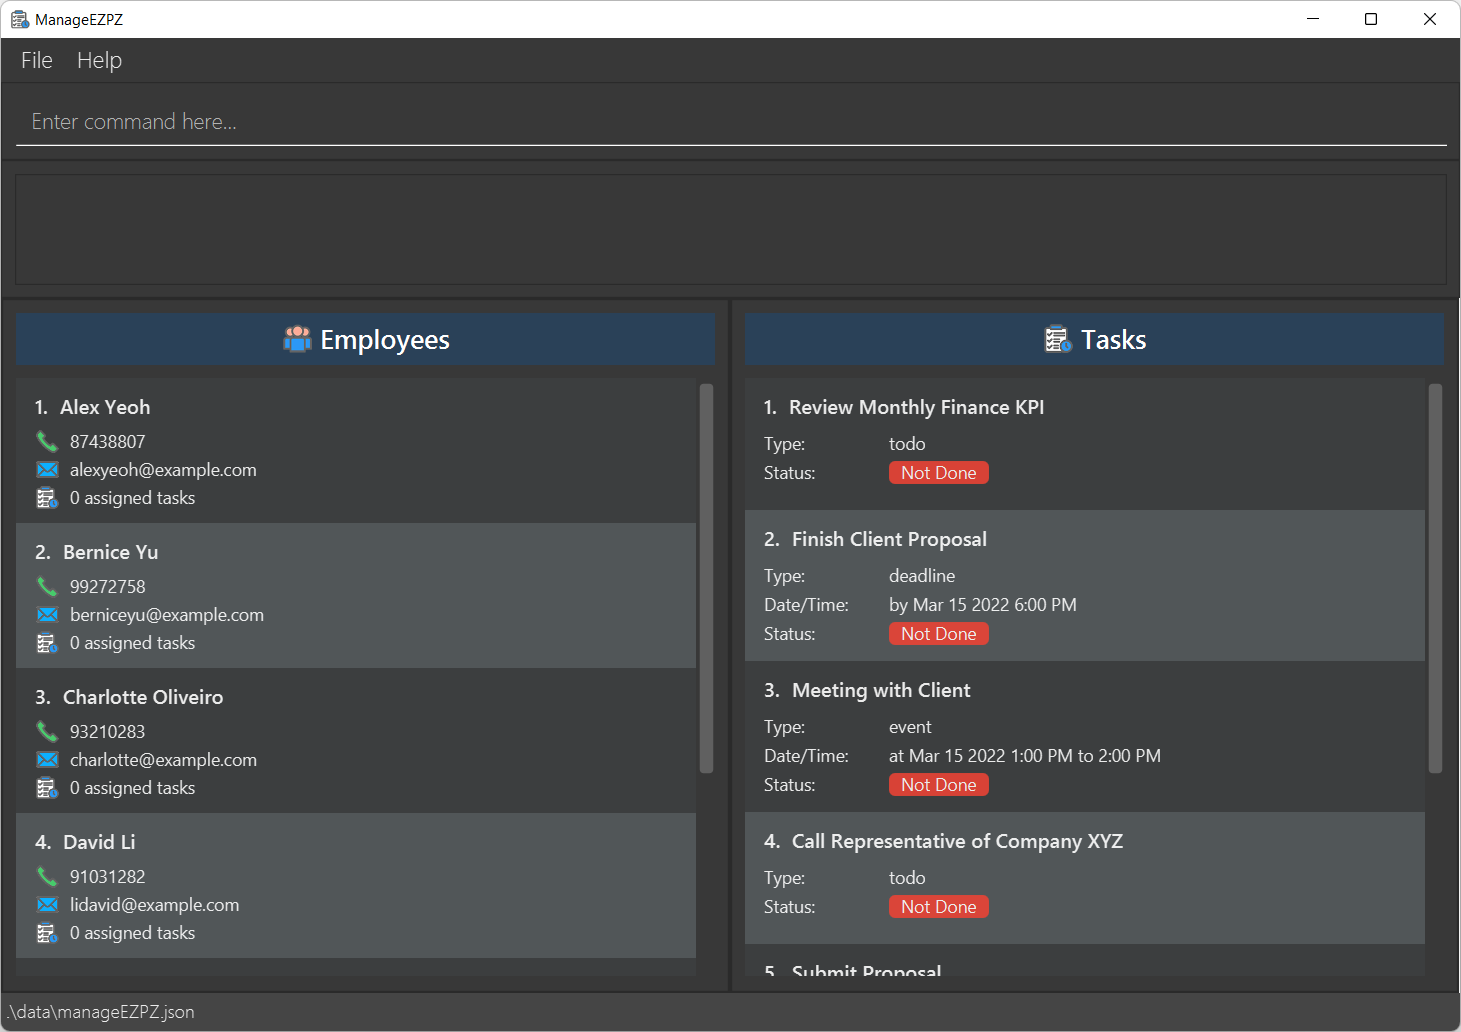 ManageEZPZ
File Help
Enter command here...
Employees
1. Alex Yeoh
87438807
alexyeoh@example.com
0 assigned tasks
2. Bernice Yu
99272758
berniceyu@example.com
0 assigned tasks
3. Charlotte Oliveiro
93210283
charlotte@example.com
0 assigned tasks
4. David Li
91031282
lidavid@example.com
0 assigned tasks
Tasks
1. Review Monthly Finance KPI
Type: todo
Status: Not Done
2. Finish Client Proposal
Type: deadline
Date/Time: by Mar 15 2022 6:00 PM
Status: Not Done
3. Meeting with Client
Type: event
Date/Time: at Mar 15 2022 1:00 PM to 2:00 PM
Status: Not Done
4. Call Representative of Company XYZ
Type: todo
Status: Not Done
5. Submit Proposal
.\data\manageEZPZ.json